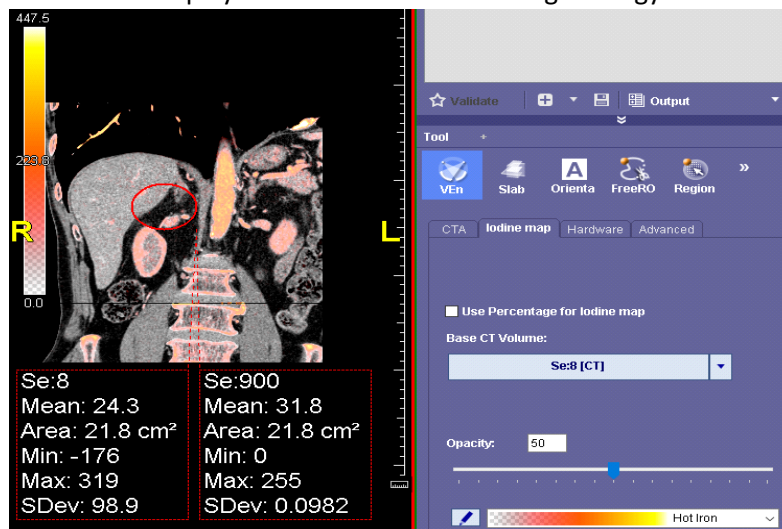 447.5
223.8
0.0
R
L
Se:8
Mean: 24.3
Area: 21.8 cm²
Min: -176
Max: 319
SDev: 98.9
Se:900
Mean: 31.8
Area: 21.8 cm²
Min: 0
Max: 255
SDev: 0.0982
Validate
Output
Tool
VEn Slab Orienta FreeRO Region »
CTA Iodine map Hardware Advanced
Use Percentage for Iodine map
Base CT Volume:
Se:8 [CT]
Opacity: 50
Hot Iron